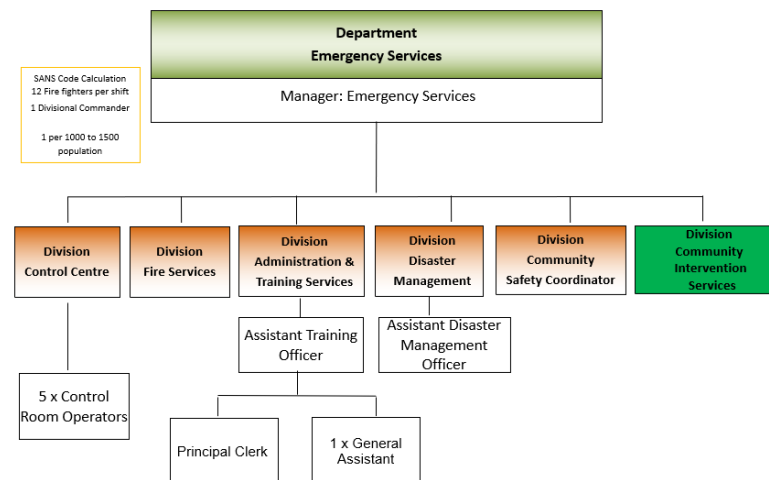 Department
Emergency Services
Manager: Emergency Services
SANS Code Calculation
12 Fire fighters per shift
1 Divisional Commander
1 per 1000 to 1500
population
Division
Control Centre
Division
Fire Services
Division
Administration &
Training Services
Division
Disaster
Management
Division
Community
Safety Coordinator
Division
Community
Intervention
Services
Assistant Training
Officer
Assistant Disaster
Management
Officer
5 x Control
Room Operators
Principal Clerk
1 x General
Assistant